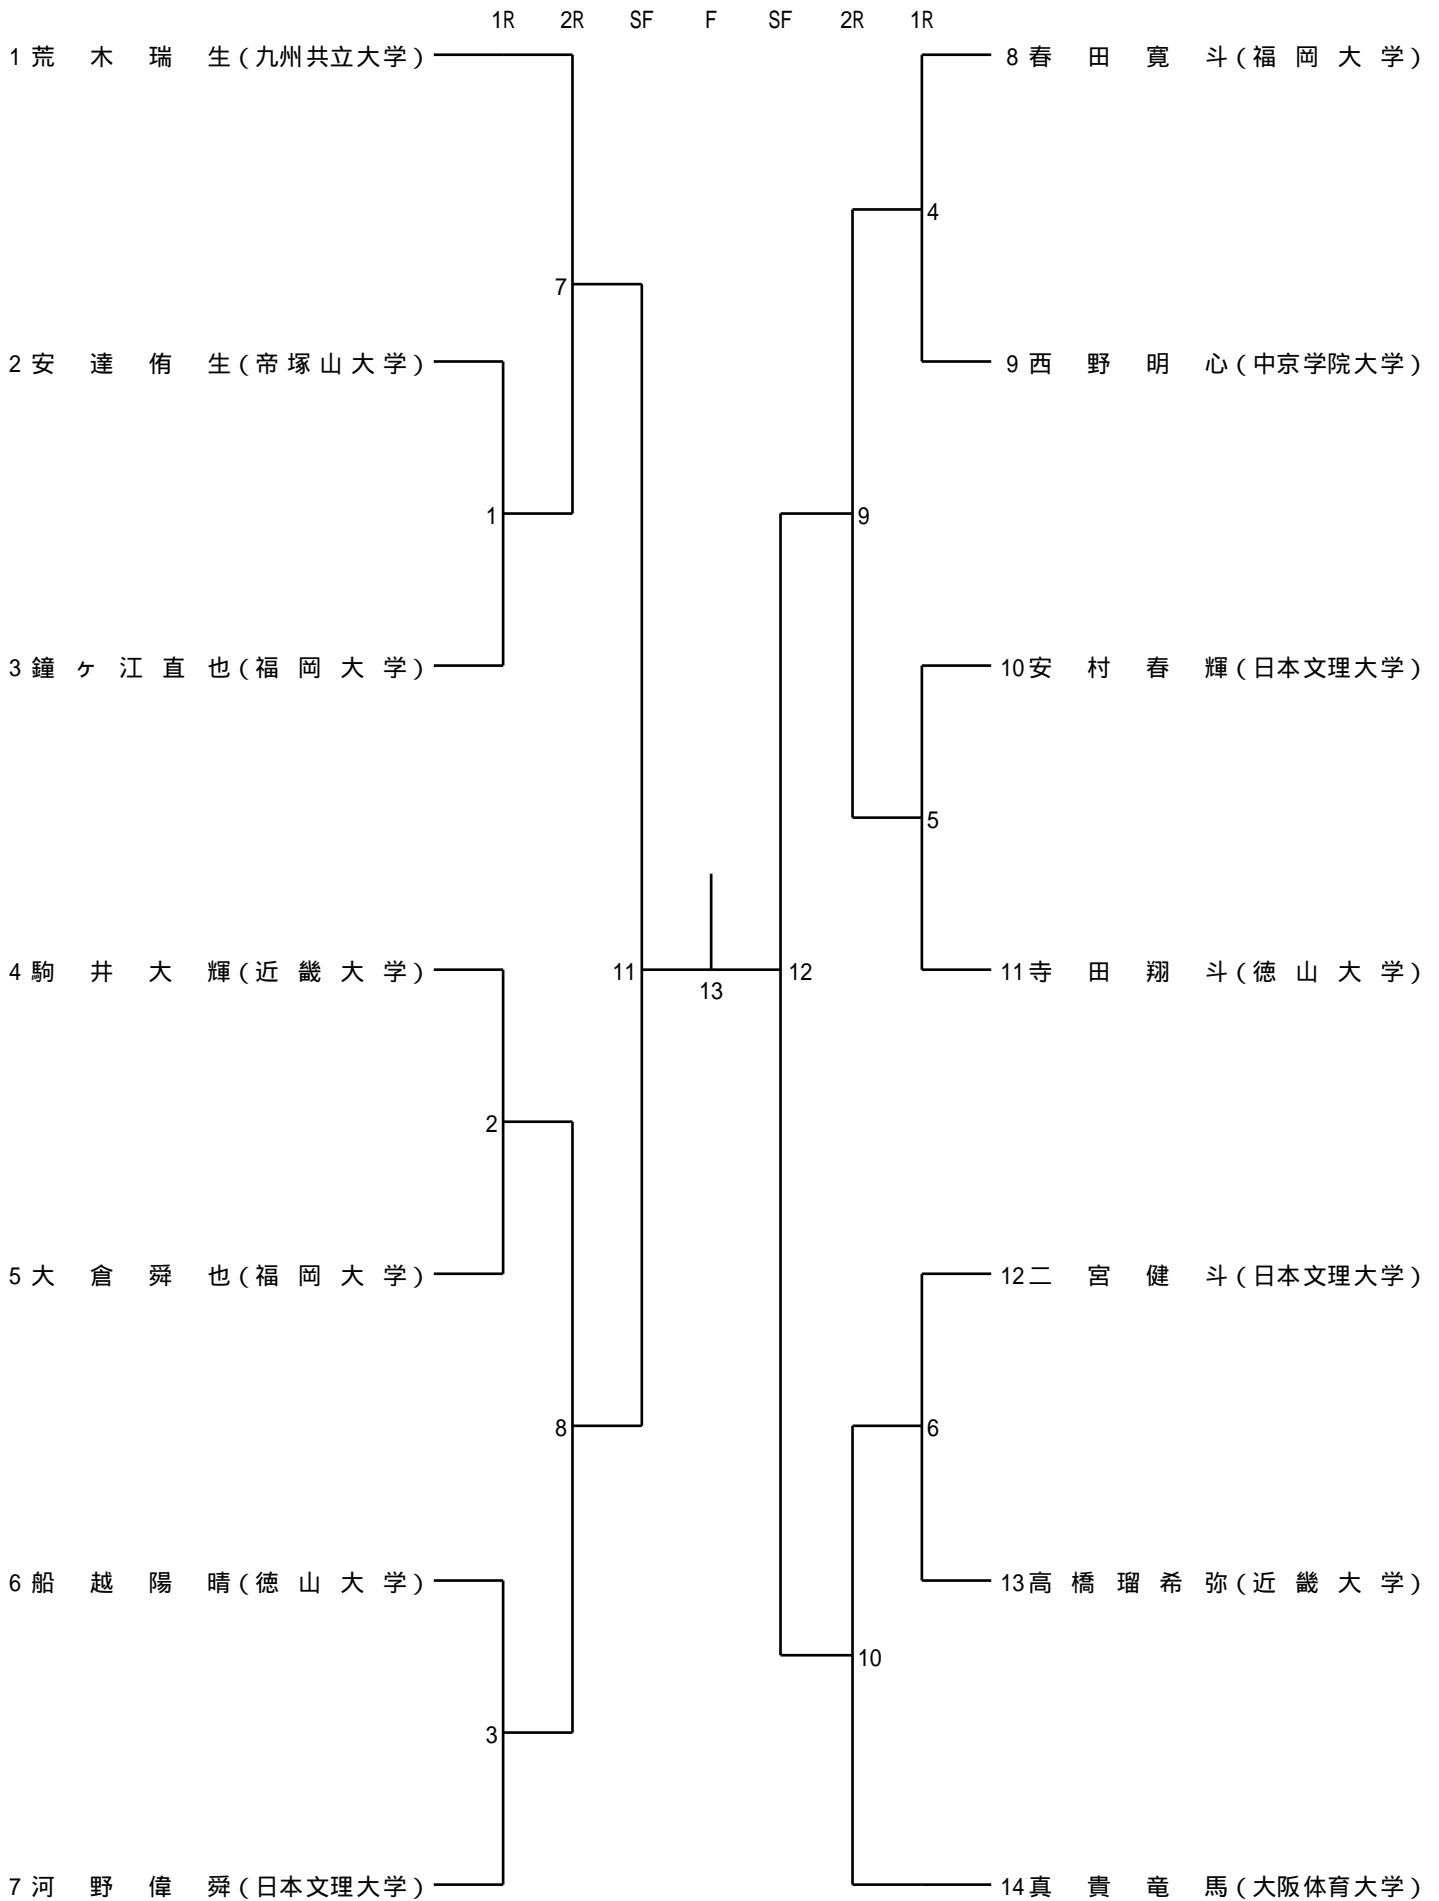 1R 2R SF F SF 2R 1R
1 荒木瑞生(九州共立大学)
8 春田寛斗(福岡大学)
4
7
2 安達侑生(帝塚山大学)
9 西野明心(中京学院大学)
1
9
3 鐘ヶ江直也(福岡大学)
10 安村春輝(日本文理大学)
5
4 駒井大輝(近畿大学)
11
13
12
11 寺田翔斗(徳山大学)
2
5 大倉舜也(福岡大学)
12 二宮健斗(日本文理大学)
8
6
6 船越陽晴(徳山大学)
13 高橋瑠希弥(近畿大学)
10
3
7 河野偉舜(日本文理大学)
14 真貴竜馬(大阪体育大学)